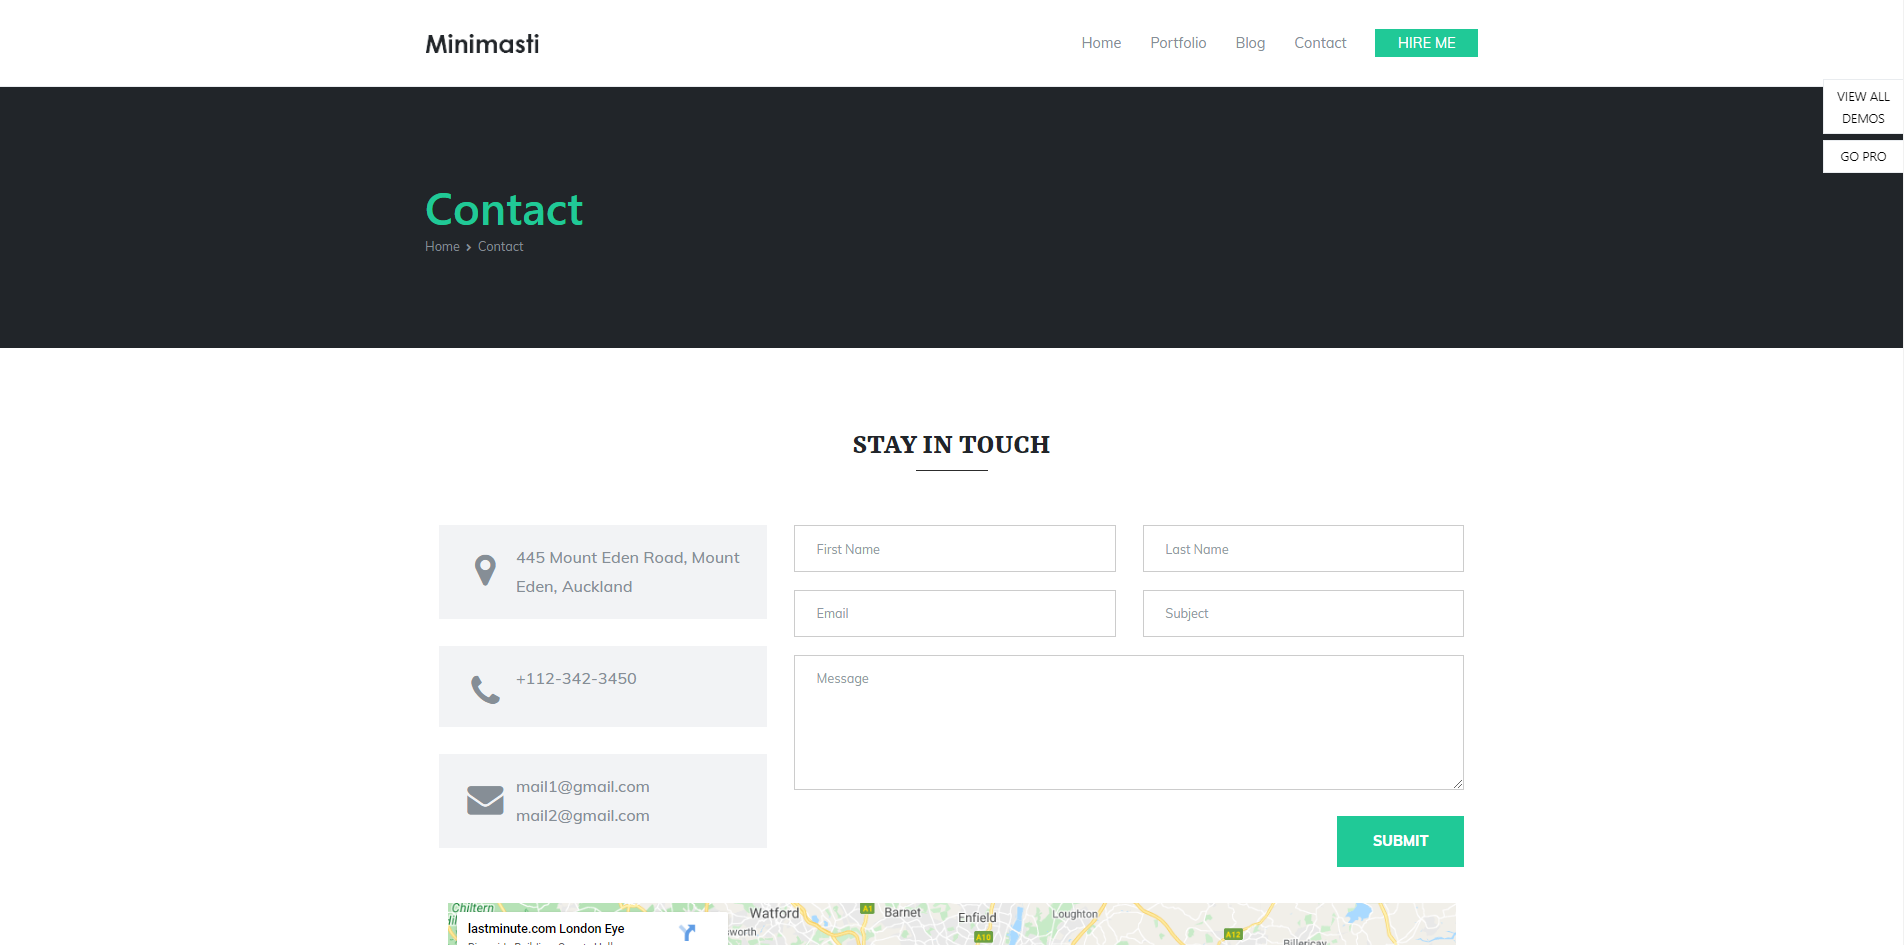 Minimasti
Home Portfolio Blog Contact HIRE ME
VIEW ALL
DEMOS
GO PRO
Contact
Home > Contact
STAY IN TOUCH
445 Mount Eden Road, Mount
Eden, Auckland
+112-342-3450
mail1@gmail.com
mail2@gmail.com
First Name
Last Name
Email
Subject
Message
SUBMIT
Chiltern
lastminute.com London Eye
Watford
A1
Barnet
Enfield
Loughton
A10
A12